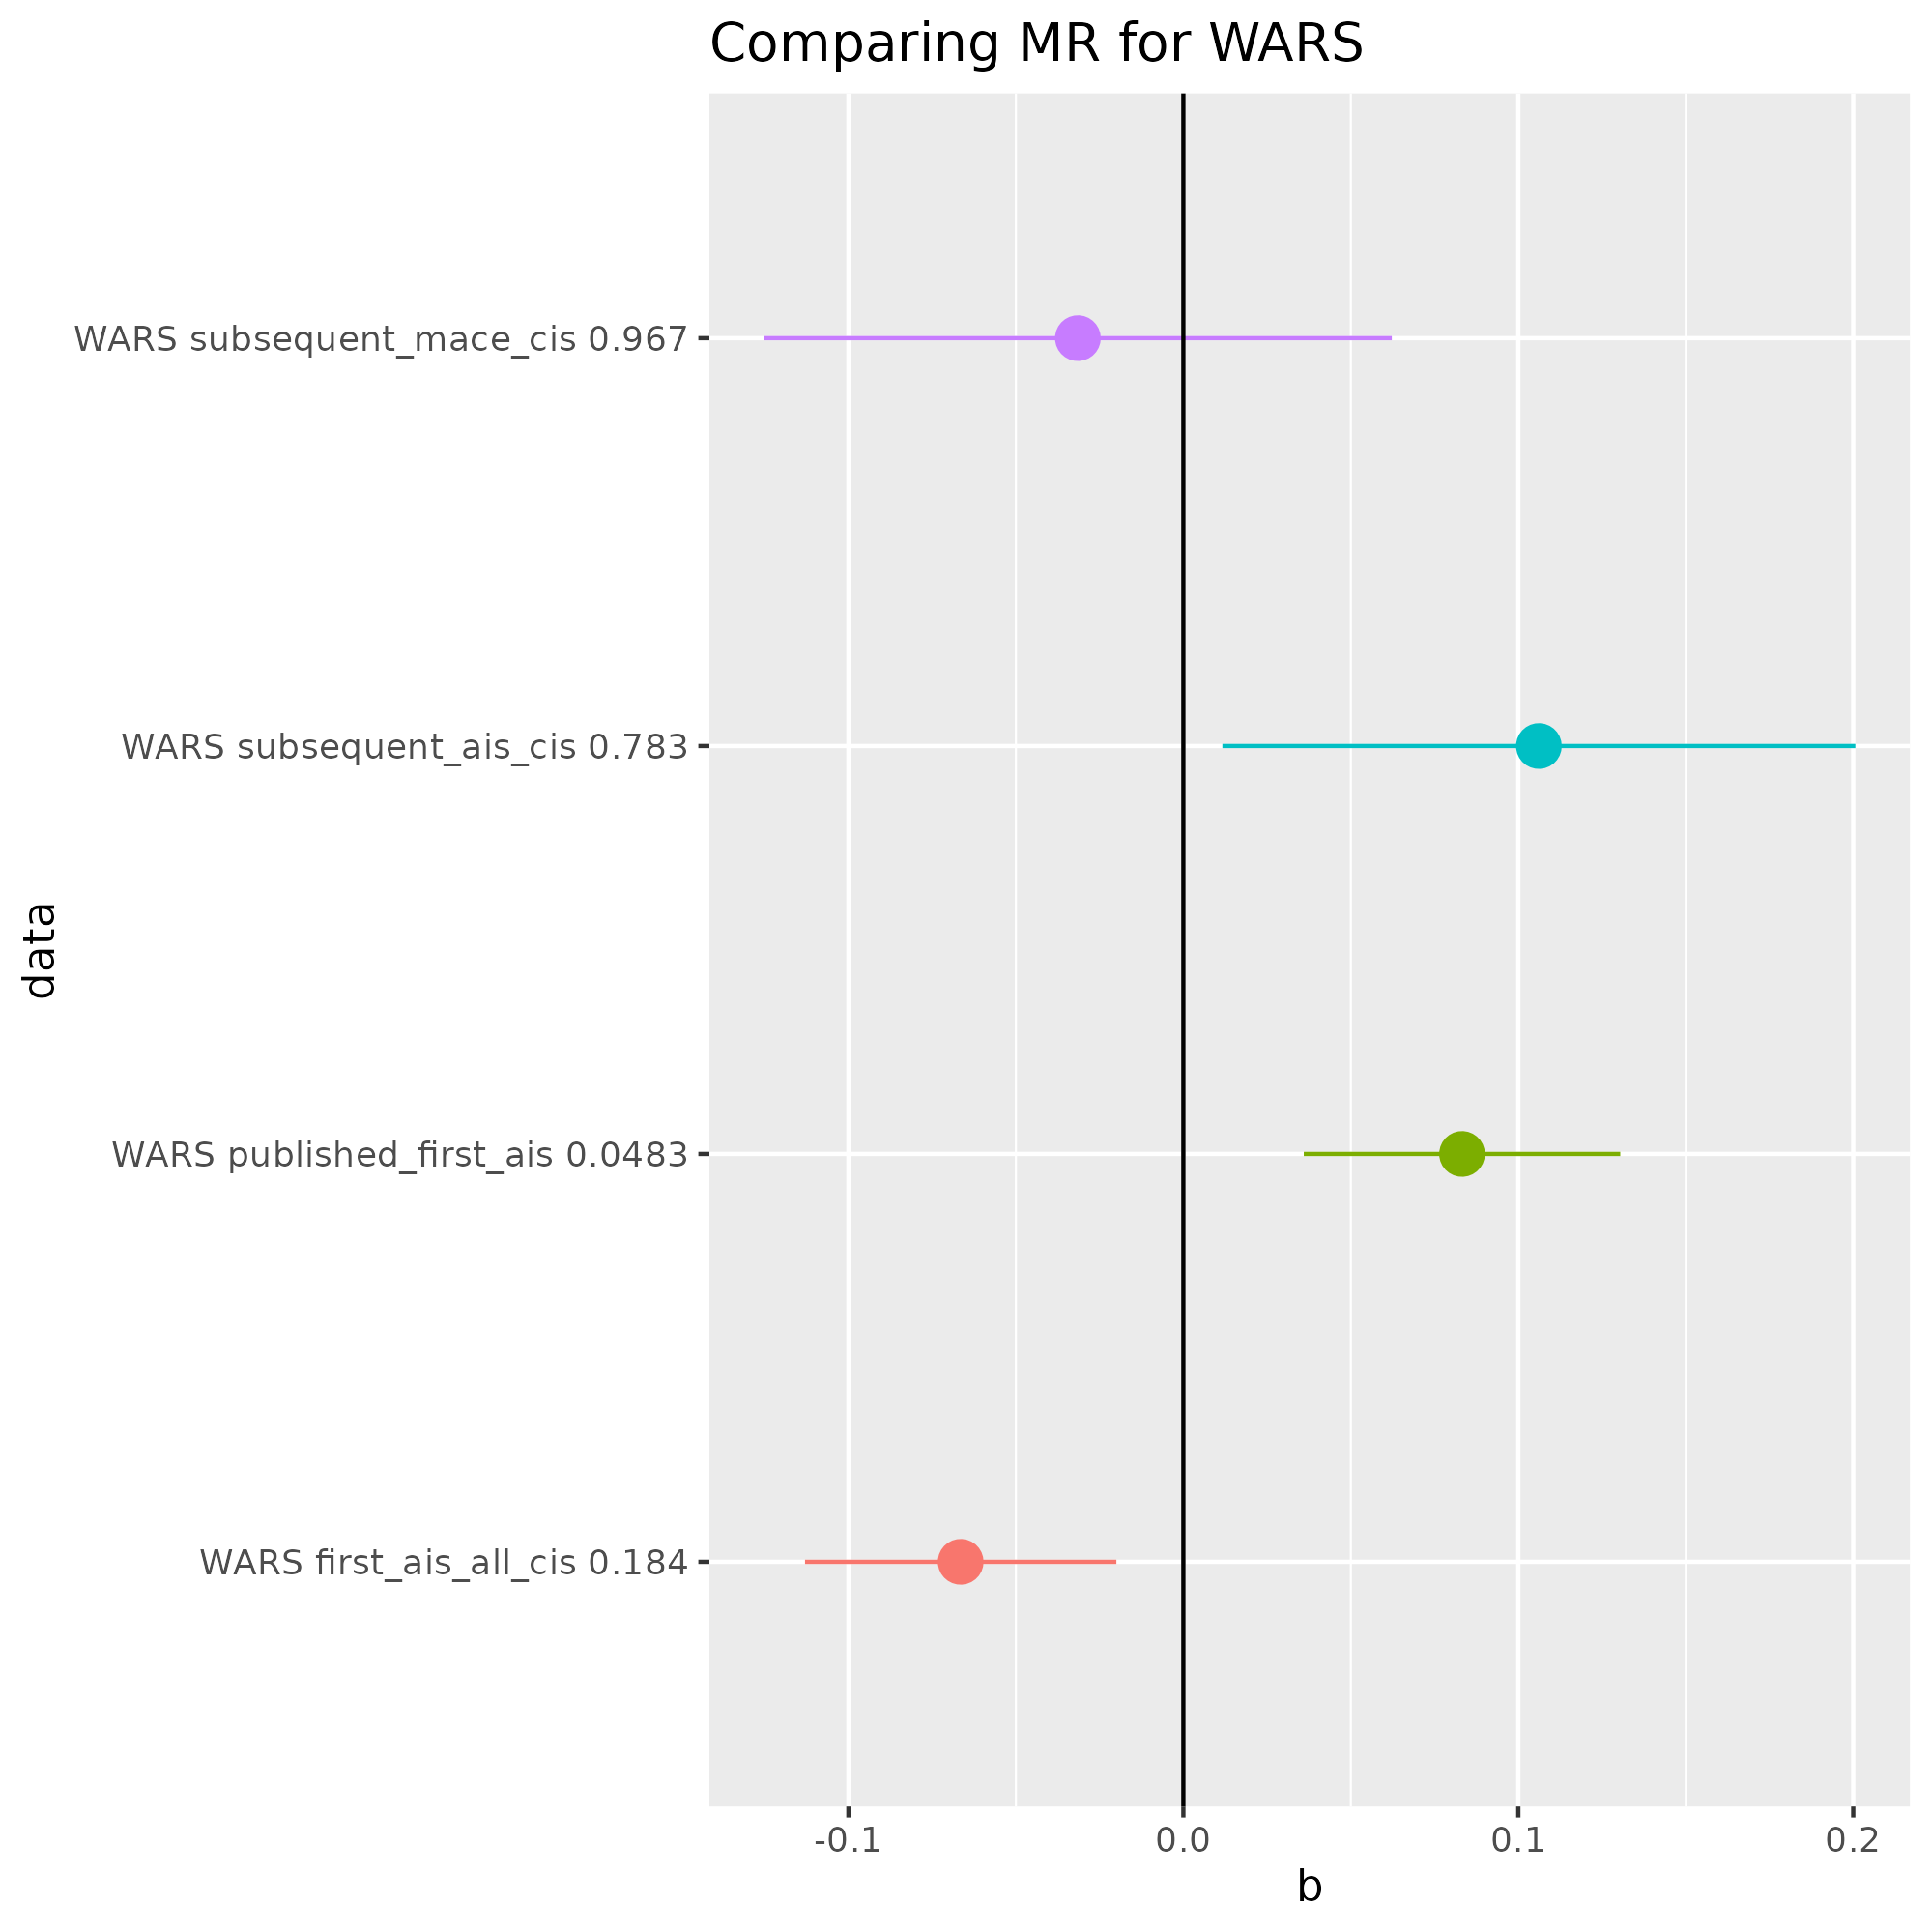 Comparing MR for WARS
WARS subsequent_mace_cis 0.967
WARS subsequent_ais_cis 0.783
data
WARS published_first_ais 0.0483
WARS first_ais_all_cis 0.184
-0.1 0.0 0.1 0.2
b